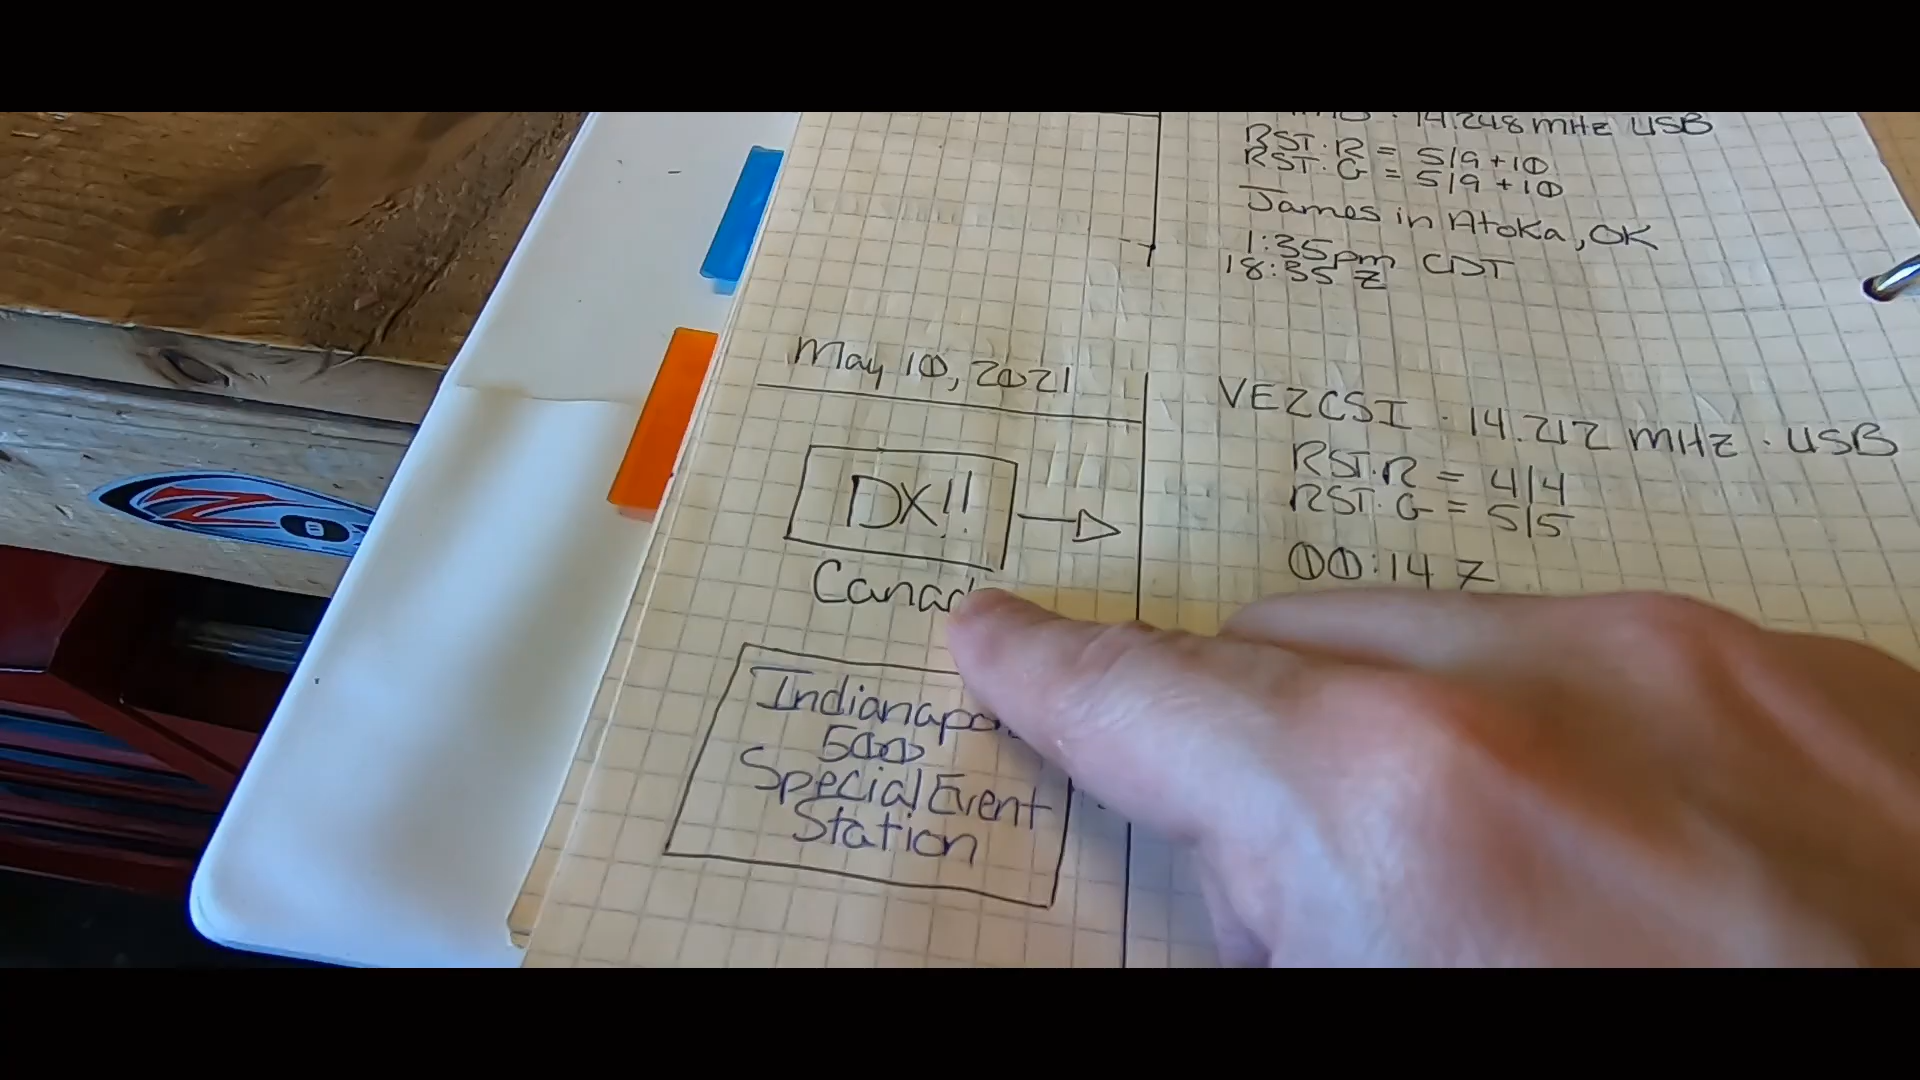 14.248 mHz USB
RST.R = 5/9 + 10
RST.G = 5/9 + 10
James in Atoka, OK
1:35pm CDT
18:35 Z
May 10, 2021
DX!!
Canad
VE2CSI · 14.212 mHz · USB
RST.R = 4/4
RST.G = 5/5
00:14 Z
Indianapo
500
Special Event
Station
Z
8